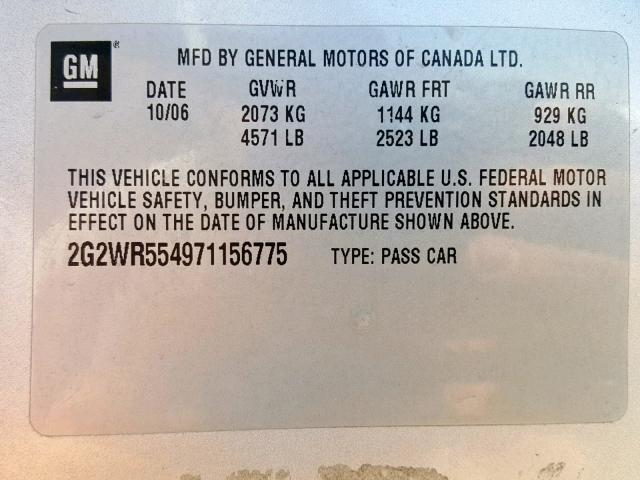 GM®
MFD BY GENERAL MOTORS OF CANADA LTD.
DATE GVWR GAWR FRT GAWR RR
10/06 2073 KG 1144 KG 929 KG
4571 LB 2523 LB 2048 LB
THIS VEHICLE CONFORMS TO ALL APPLICABLE U.S. FEDERAL MOTOR
VEHICLE SAFETY, BUMPER, AND THEFT PREVENTION STANDARDS IN
EFFECT ON THE DATE OF MANUFACTURE SHOWN ABOVE.
2G2WR554971156775 TYPE: PASS CAR